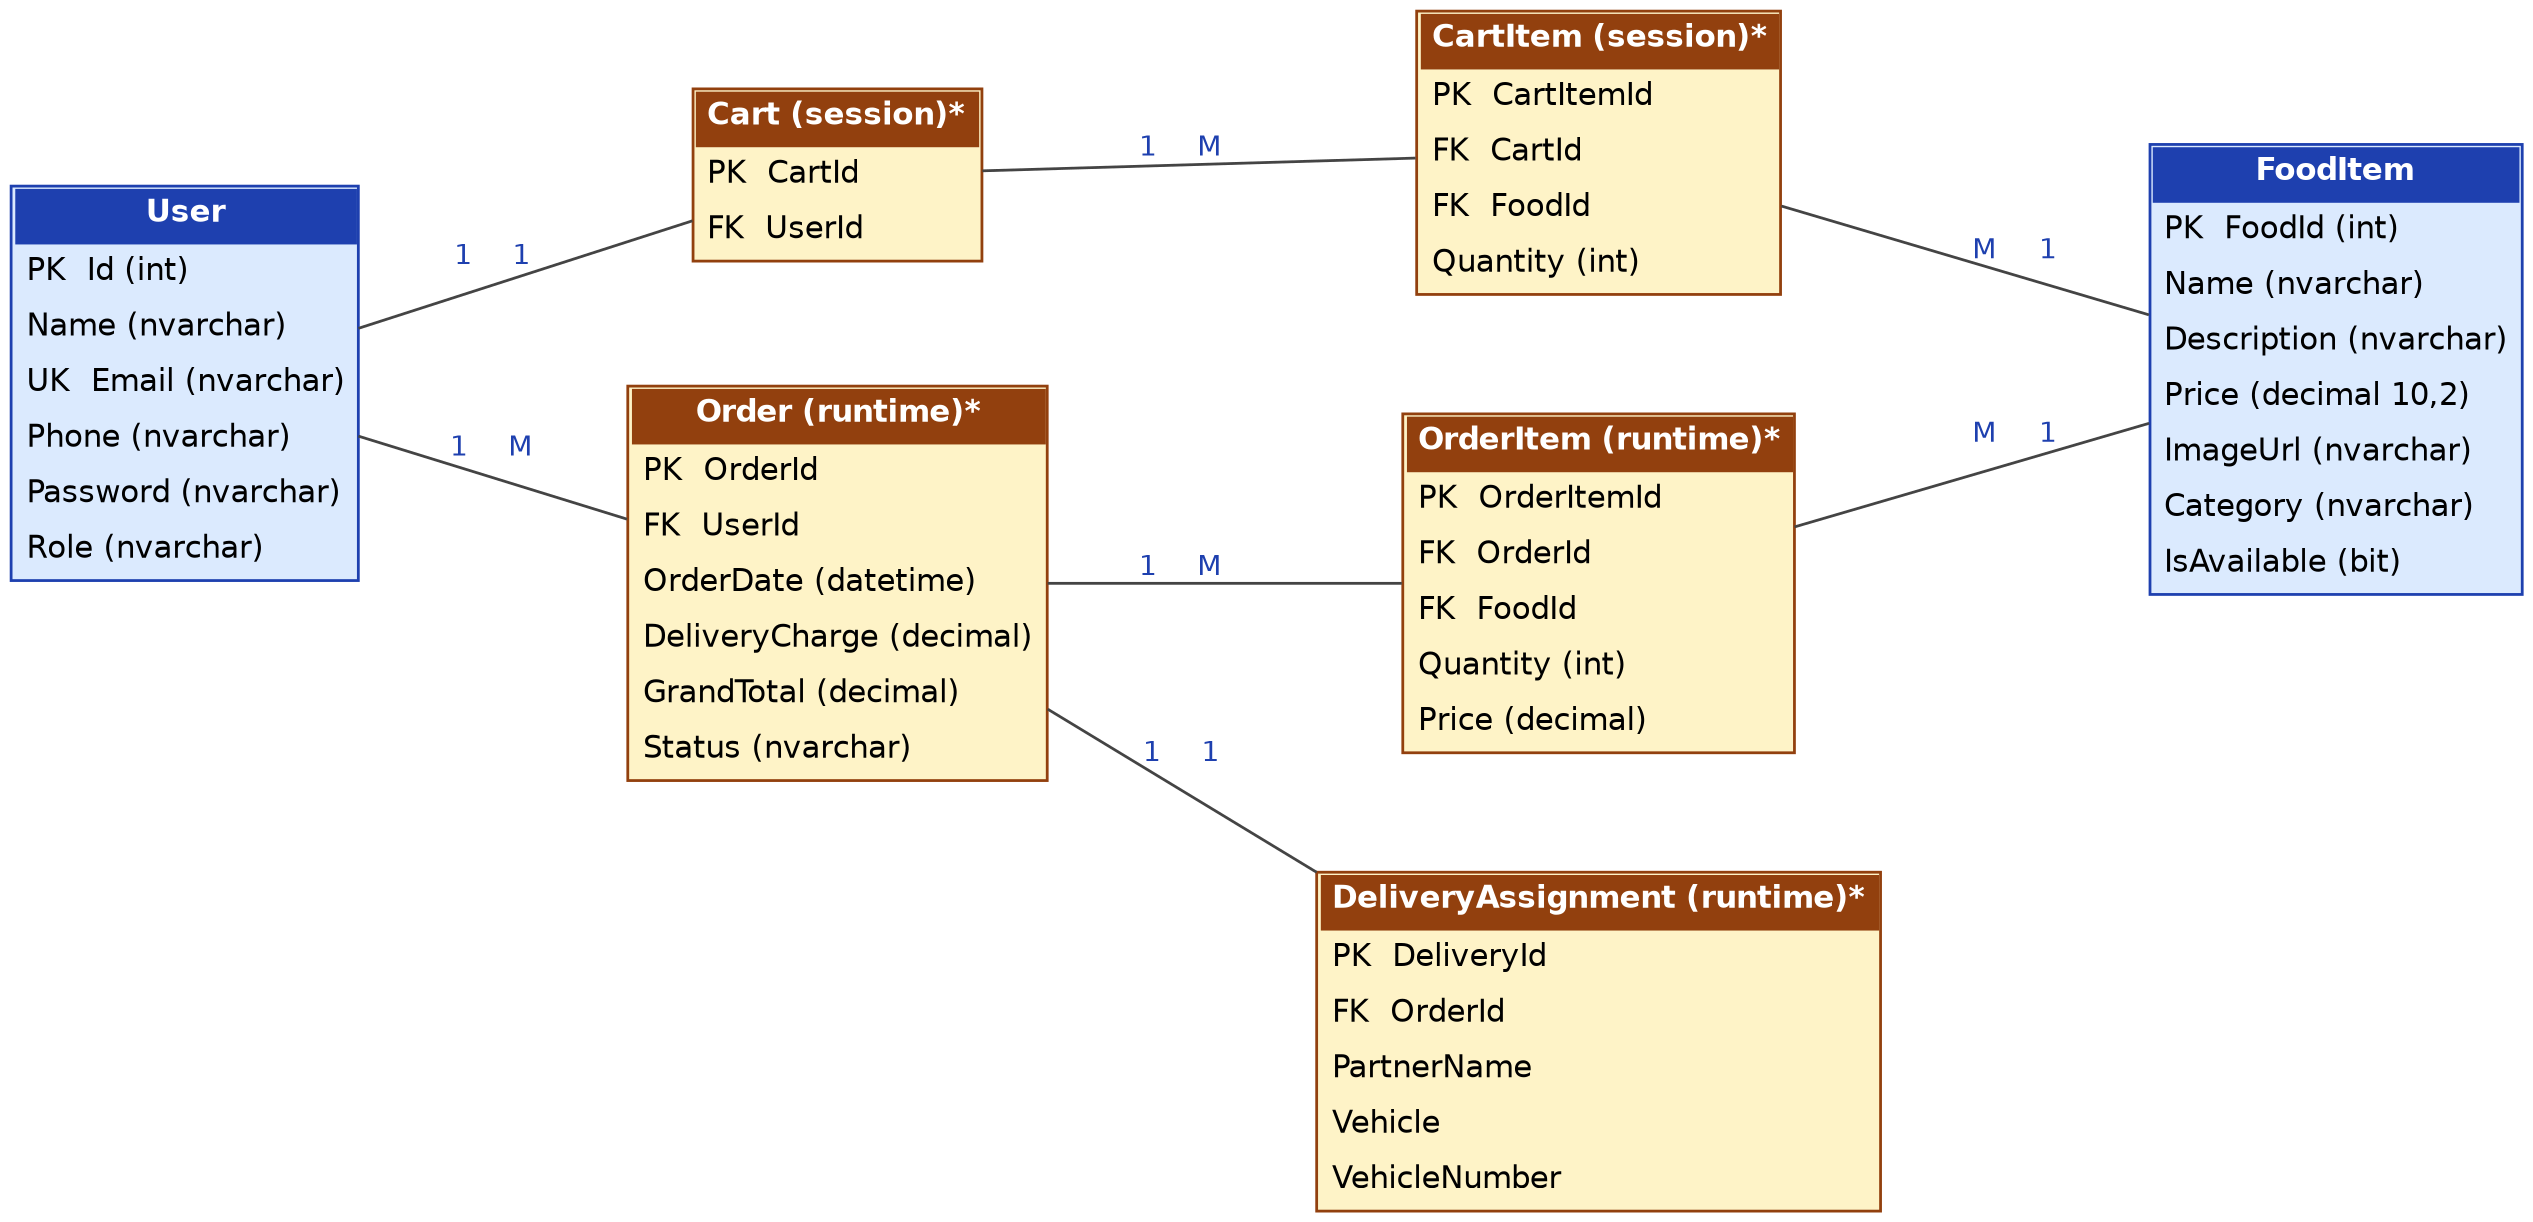 User
PK  Id (int)
Name (nvarchar)
UK  Email (nvarchar)
Phone (nvarchar)
Password (nvarchar)
Role (nvarchar)
1    1
1    M
Cart (session)*
PK  CartId
FK  UserId
Order (runtime)*
PK  OrderId
FK  UserId
OrderDate (datetime)
DeliveryCharge (decimal)
GrandTotal (decimal)
Status (nvarchar)
1    M
1    M
1    1
CartItem (session)*
PK  CartItemId
FK  CartId
FK  FoodId
Quantity (int)
OrderItem (runtime)*
PK  OrderItemId
FK  OrderId
FK  FoodId
Quantity (int)
Price (decimal)
DeliveryAssignment (runtime)*
PK  DeliveryId
FK  OrderId
PartnerName
Vehicle
VehicleNumber
M    1
M    1
FoodItem
PK  FoodId (int)
Name (nvarchar)
Description (nvarchar)
Price (decimal 10,2)
ImageUrl (nvarchar)
Category (nvarchar)
IsAvailable (bit)